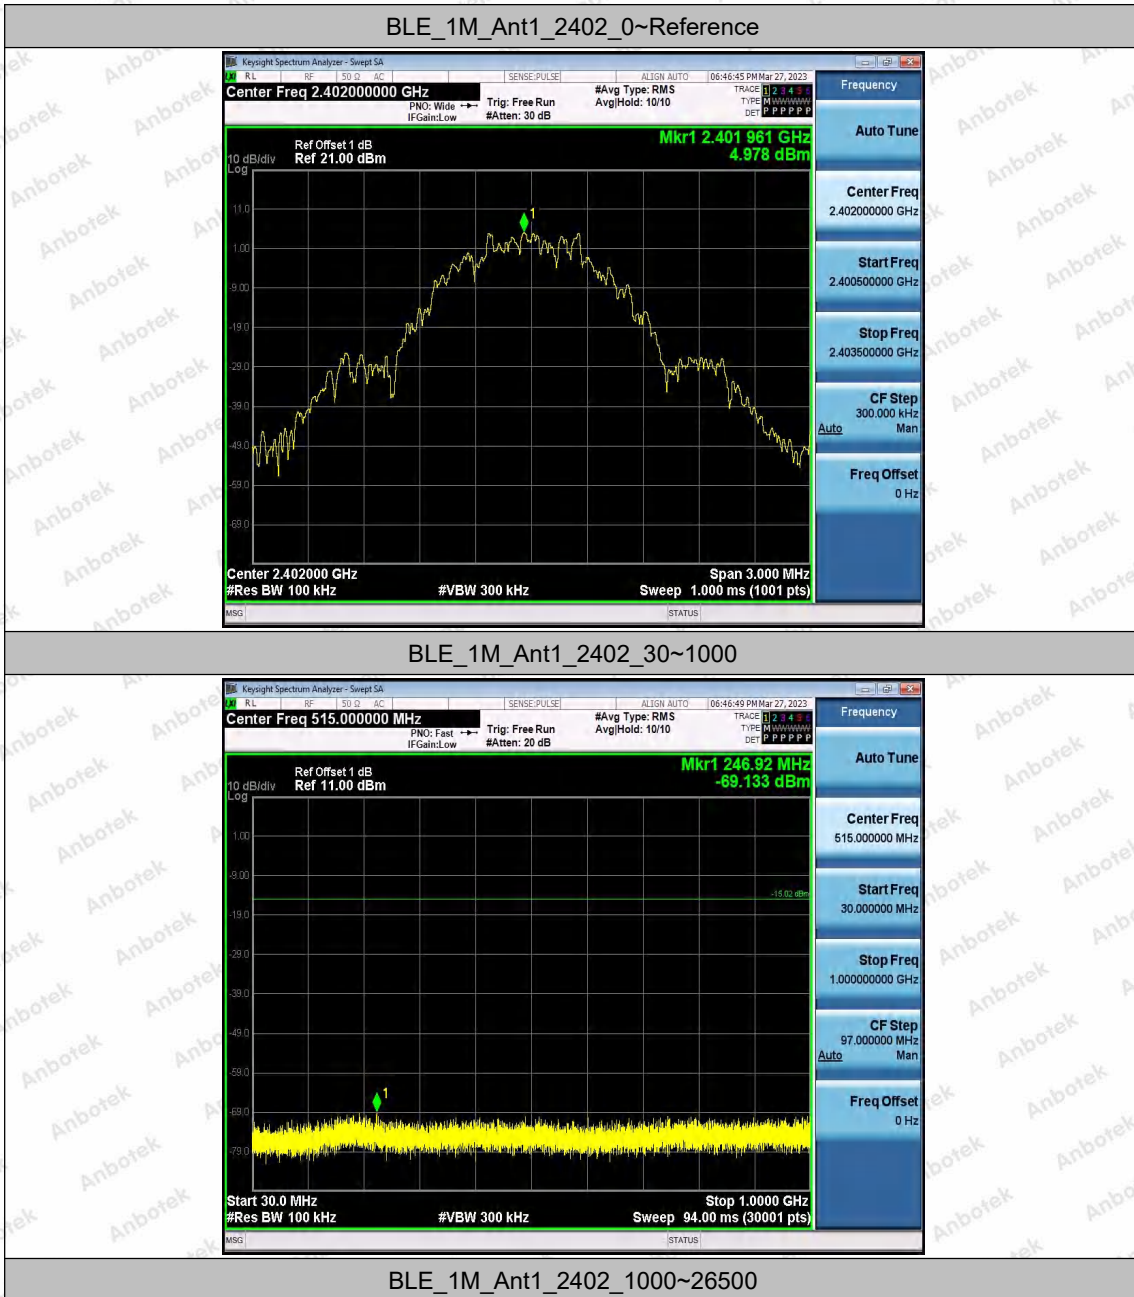 BLE_1M_Ant1_2402_0~Reference
Keysight Spectrum Analyzer - Swept SA
LXI RL RF 50 Ω AC SENSE:PULSE ALIGN AUTO 06:46:45 PM Mar 27, 2023
Center Freq 2.402000000 GHz
PNO: Wide
IFGain:Low
Trig: Free Run
#Atten: 30 dB
#Avg Type: RMS
Avg|Hold: 10/10
TRACE 1 2 3 4 5 6
TYPE M WWWWW
DET P P P P P P
Mkr1 2.401 961 GHz
4.978 dBm
Ref Offset 1 dB
10 dB/div Ref 21.00 dBm
Log
11.0
1.00
-9.00
-19.0
-29.0
-39.0
-49.0
-59.0
-69.0
1
Center 2.402000 GHz Span 3.000 MHz
#Res BW 100 kHz #VBW 300 kHz Sweep 1.000 ms (1001 pts)
MSG STATUS
Frequency
Auto Tune
Center Freq
2.402000000 GHz
Start Freq
2.400500000 GHz
Stop Freq
2.403500000 GHz
CF Step
300.000 kHz
Auto Man
Freq Offset
0 Hz
BLE_1M_Ant1_2402_30~1000
Keysight Spectrum Analyzer - Swept SA
LXI RL RF 50 Ω AC SENSE:PULSE ALIGN AUTO 06:46:49 PM Mar 27, 2023
Center Freq 515.000000 MHz
PNO: Fast
IFGain:Low
Trig: Free Run
#Atten: 20 dB
#Avg Type: RMS
Avg|Hold: 10/10
TRACE 1 2 3 4 5 6
TYPE M WWWWW
DET P P P P P P
Mkr1 246.92 MHz
-69.133 dBm
Ref Offset 1 dB
10 dB/div Ref 11.00 dBm
Log
1.00
-9.00
-19.0
-29.0
-39.0
-49.0
-59.0
-69.0
-79.0
-15.02 dBm
1
Start 30.0 MHz Stop 1.0000 GHz
#Res BW 100 kHz #VBW 300 kHz Sweep 94.00 ms (30001 pts)
MSG STATUS
Frequency
Auto Tune
Center Freq
515.000000 MHz
Start Freq
30.000000 MHz
Stop Freq
1.000000000 GHz
CF Step
97.000000 MHz
Auto Man
Freq Offset
0 Hz
BLE_1M_Ant1_2402_1000~26500
Anbotek